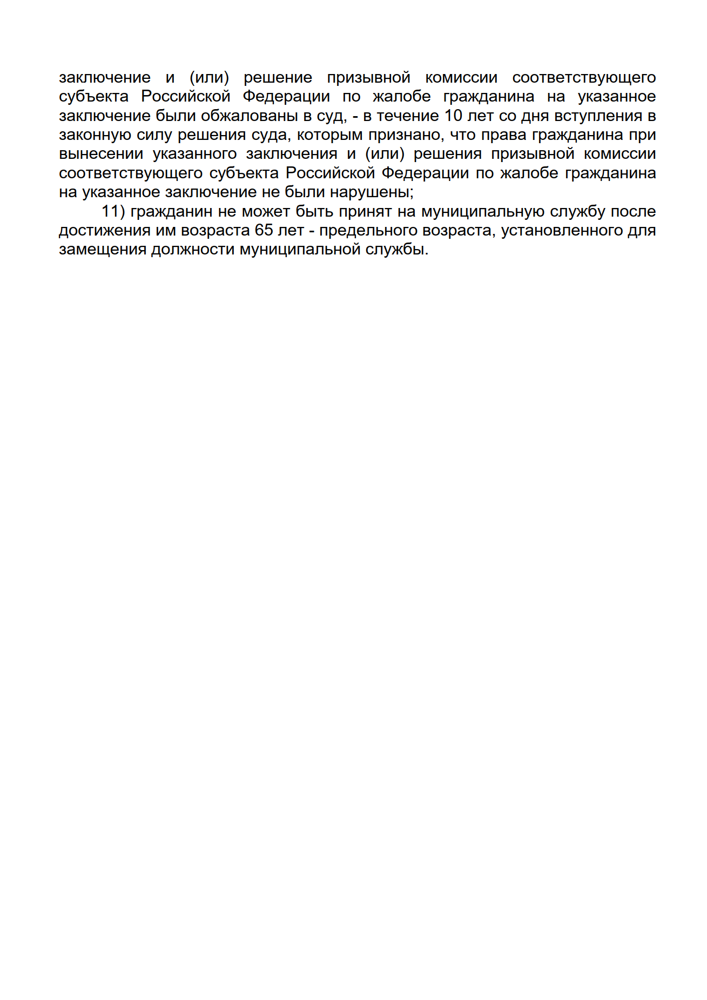 заключение и (или) решение призывной комиссии соответствующего
субъекта Российской Федерации по жалобе гражданина на указанное
заключение были обжалованы в суд, - в течение 10 лет со дня вступления в
законную силу решения суда, которым признано, что права гражданина при
вынесении указанного заключения и (или) решения призывной комиссии
соответствующего субъекта Российской Федерации по жалобе гражданина
на указанное заключение не были нарушены;
11) гражданин не может быть принят на муниципальную службу после
достижения им возраста 65 лет - предельного возраста, установленного для
замещения должности муниципальной службы.